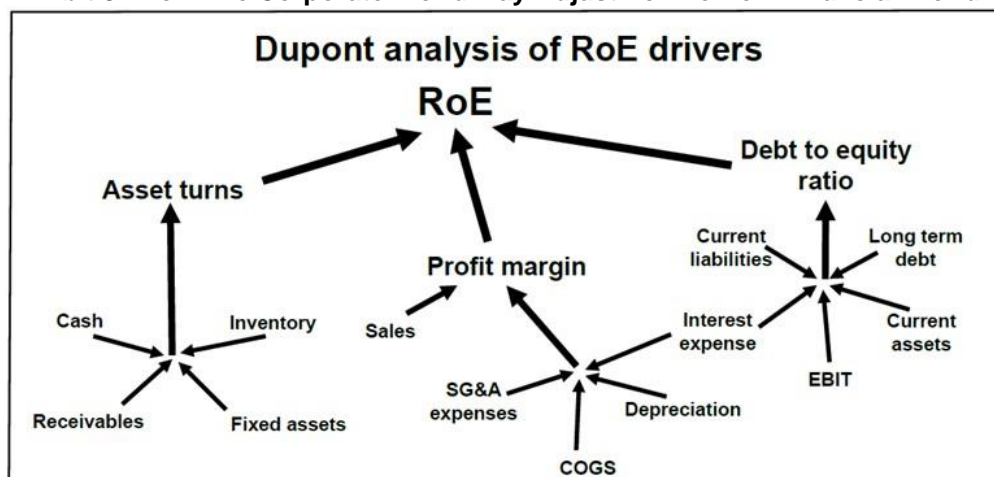 Dupont analysis of RoE drivers
RoE
Debt to equity
ratio
Asset turns
Current
liabilities
Long term
debt
Profit margin
Cash
Inventory
Sales
Interest
expense
Current
assets
EBIT
SG&A
expenses
Depreciation
Receivables
Fixed assets
COGS